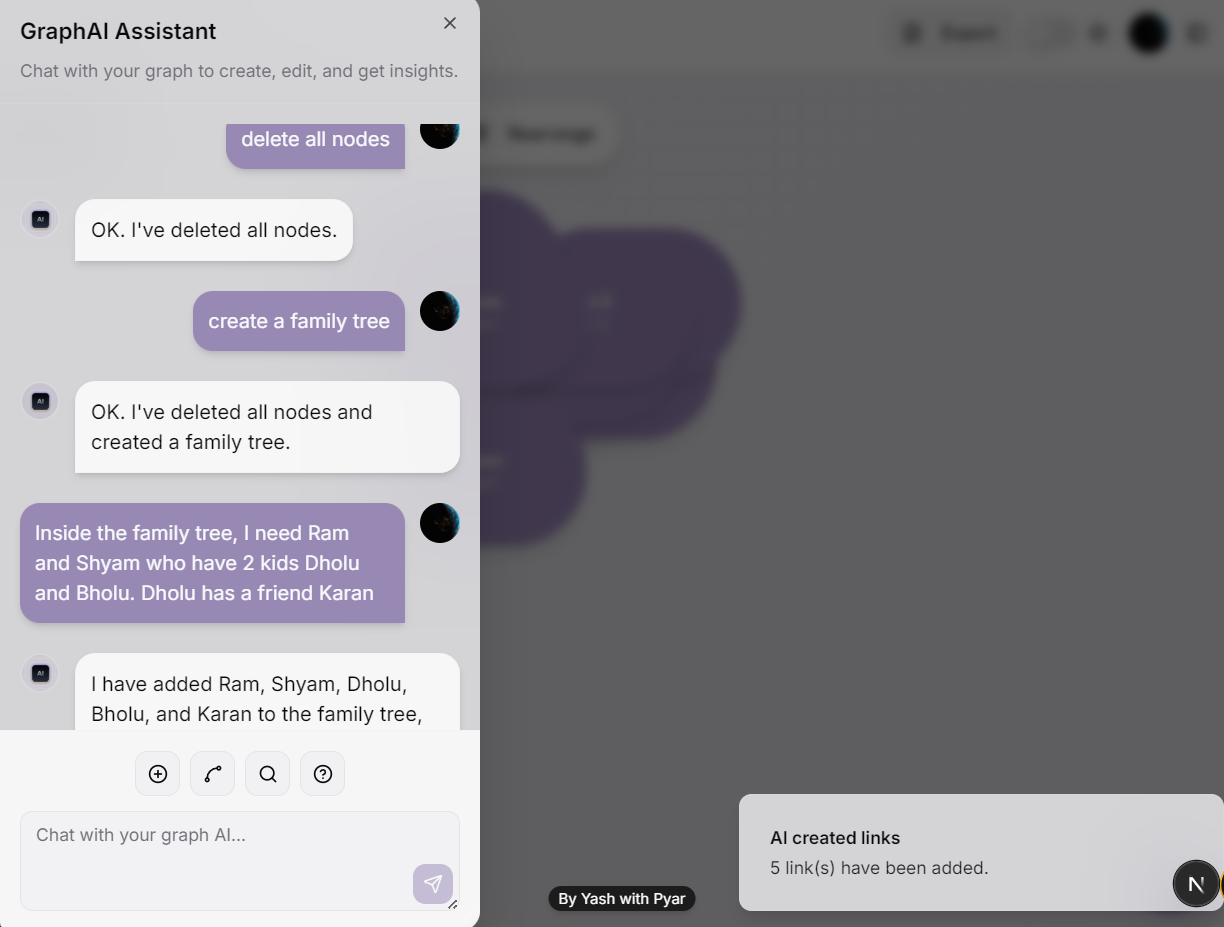 GraphAI Assistant
Chat with your graph to create, edit, and get insights.
Export
Rearrange
delete all nodes
AI
OK. I've deleted all nodes.
create a family tree
AI
OK. I've deleted all nodes and
created a family tree.
Inside the family tree, I need Ram
and Shyam who have 2 kids Dholu
and Bholu. Dholu has a friend Karan
AI
I have added Ram, Shyam, Dholu,
Bholu, and Karan to the family tree,
Chat with your graph AI...
By Yash with Pyar
AI created links
5 link(s) have been added.
N